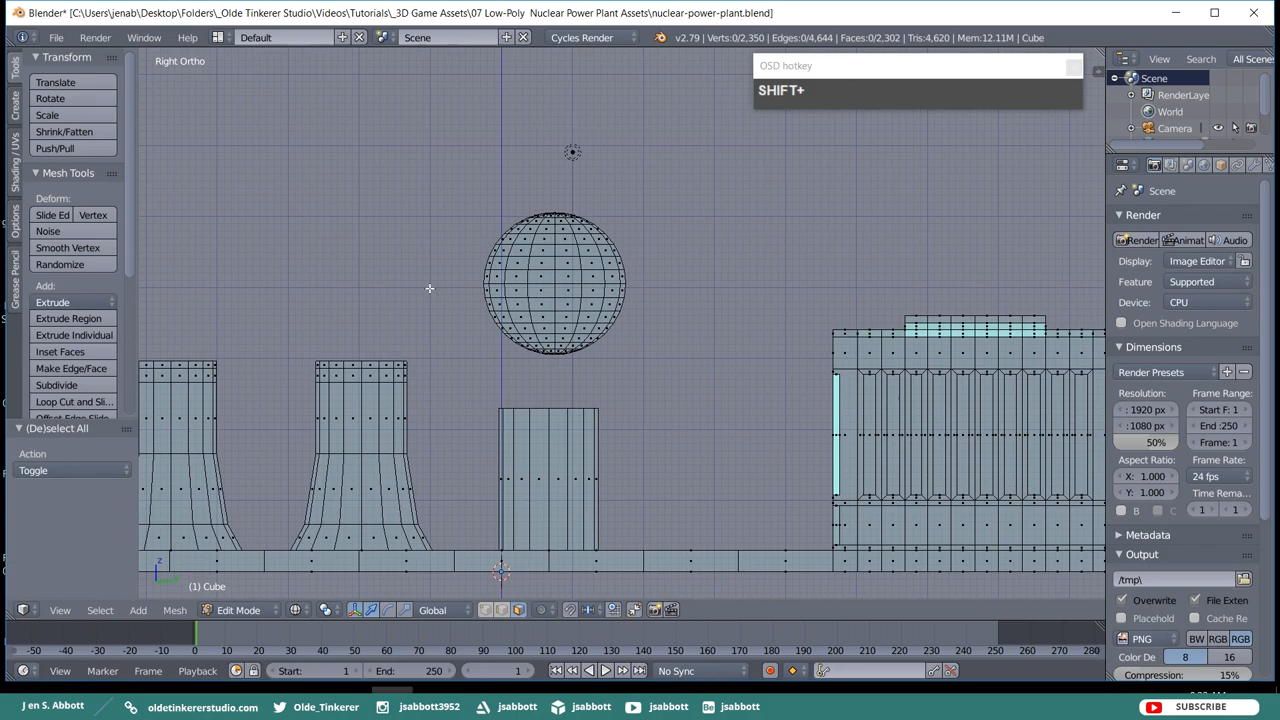 Blender* [C:\Users\jenab\Desktop\Folders\_Olde Tinkerer Studio\Videos\Tutorials\_3D Game Assets\07 Low-Poly  Nuclear Power Plant Assets\nuclear-power-plant.blend]
File Render Window Help Default Scene Cycles Render v2.79 | Verts:0/2,350 | Edges:0/4,644 | Faces:0/2,302 | Tris:4,620 | Mem:12.11M | Cube
View Search All Scenes
Transform
Right Ortho
OSD hotkey
SHIFT+
Scene
RenderLaye
World
Camera
Tools
Create
Shading / UVs
Options
Grease Pencil
Translate
Rotate
Scale
Shrink/Fatten
Push/Pull
Mesh Tools
Deform:
Slide Ed Vertex
Noise
Smooth Vertex
Randomize
Add:
Extrude
Extrude Region
Extrude Individual
Inset Faces
Make Edge/Face
Subdivide
Loop Cut and Sli...
Offset Edge Slide
(De)select All
Action
Toggle
Scene
Render
Render Animat Audio
Display: Image Editor
Feature Supported
Device: CPU
Open Shading Language
Dimensions
Render Presets
Resolution: Frame Range:
: 1920 px Start F: 1
: 1080 px End :250
50% Frame: 1
Aspect Ratio: Frame Rate:
X: 1.000 24 fps
Y: 1.000 Time Rema...
B C 1 1
Metadata
Output
/tmp\
Overwrite File Exten
Placehold Cache Re
PNG BW RGB RGB
Color De 8 16
Compression: 15%
z
(1) Cube
View Select Add Mesh Edit Mode Global
-50 -40 -30 -20 -10 0 10 20 30 40 50 60 70 80 90 100 110 120 130 140 150 160 170 180 190 200 210 220 230 240 250 260 270 280
View Marker Frame Playback Start: 1 End: 250 1 No Sync
J en S. Abbott oldetinkererstudio.com Olde_Tinkerer jsabbott3952 jsabbott jsabbott jsabbott jsabbott SUBSCRIBE